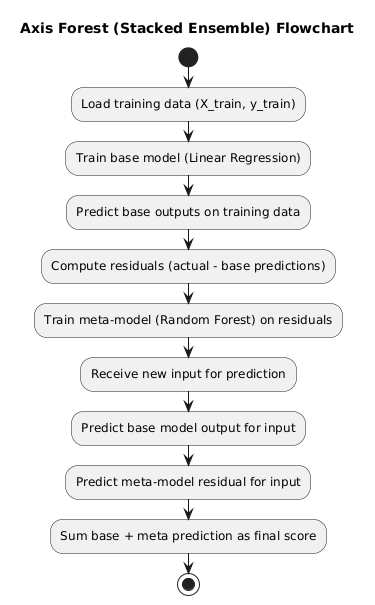 Axis Forest (Stacked Ensemble) Flowchart
Load training data (X_train, y_train)
Train base model (Linear Regression)
Predict base outputs on training data
Compute residuals (actual - base predictions)
Train meta-model (Random Forest) on residuals
Receive new input for prediction
Predict base model output for input
Predict meta-model residual for input
Sum base + meta prediction as final score